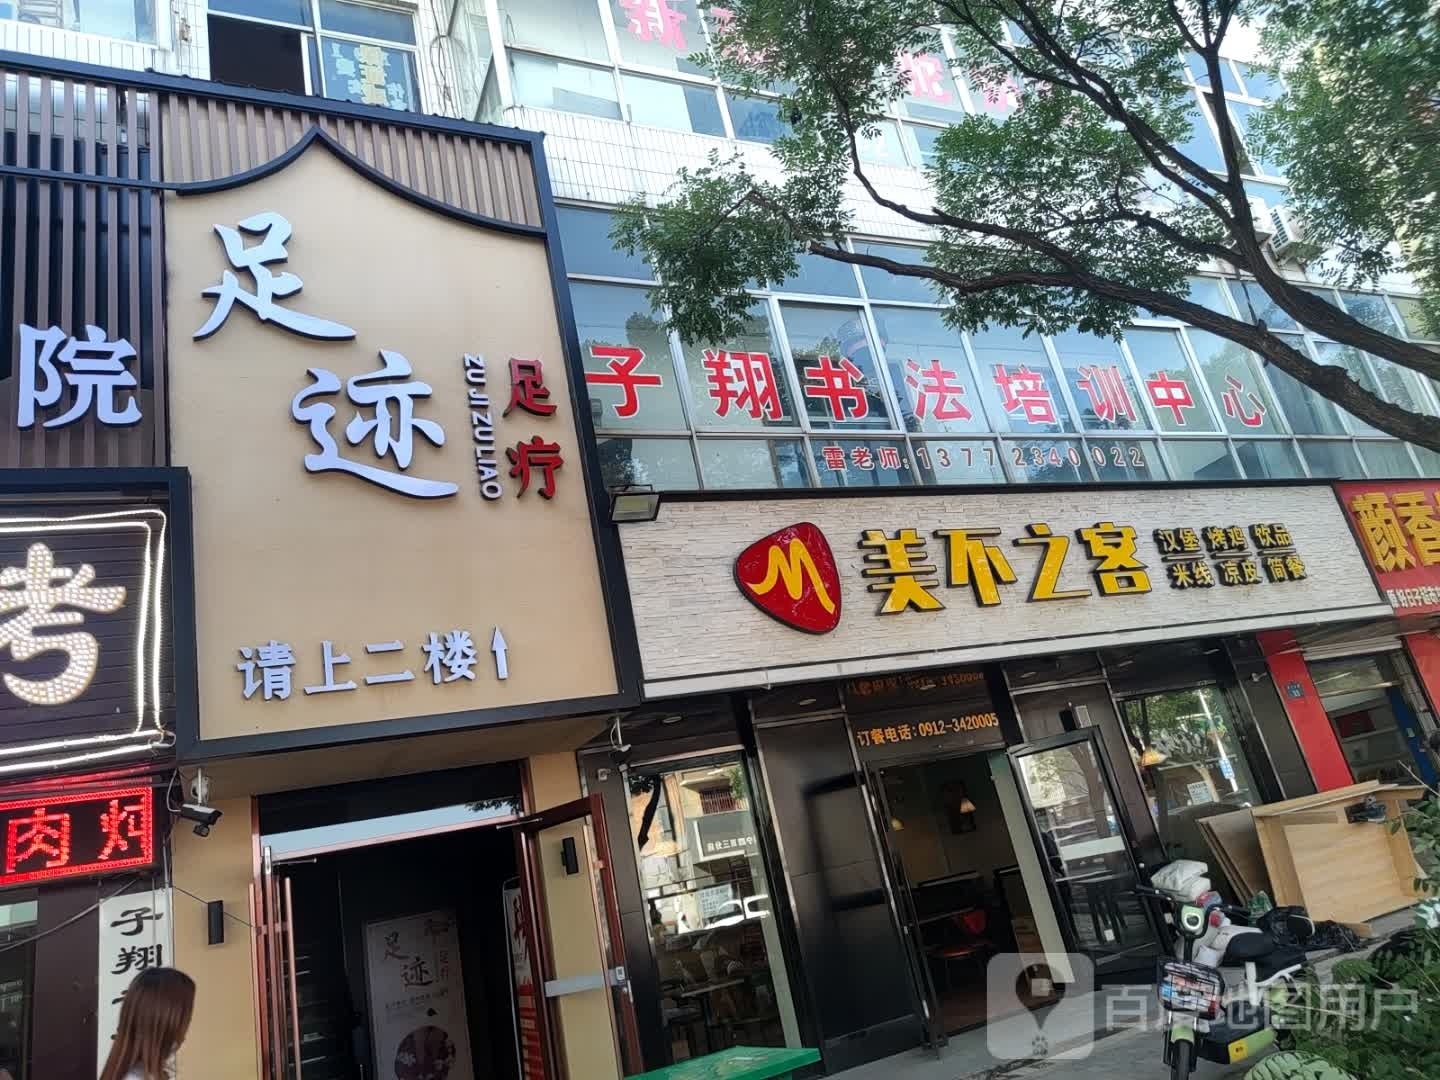 足迹
足疗
ZU JI ZU LIAO
请上二楼
院
考
肉 炖
子翔
足迹
子翔书法培训中心
雷老师:13772340022
M 美不之客
汉堡 烤鸡 饮品
米线 凉皮 简餐
订餐电话:0912-3420005
颜香
百度地图用户